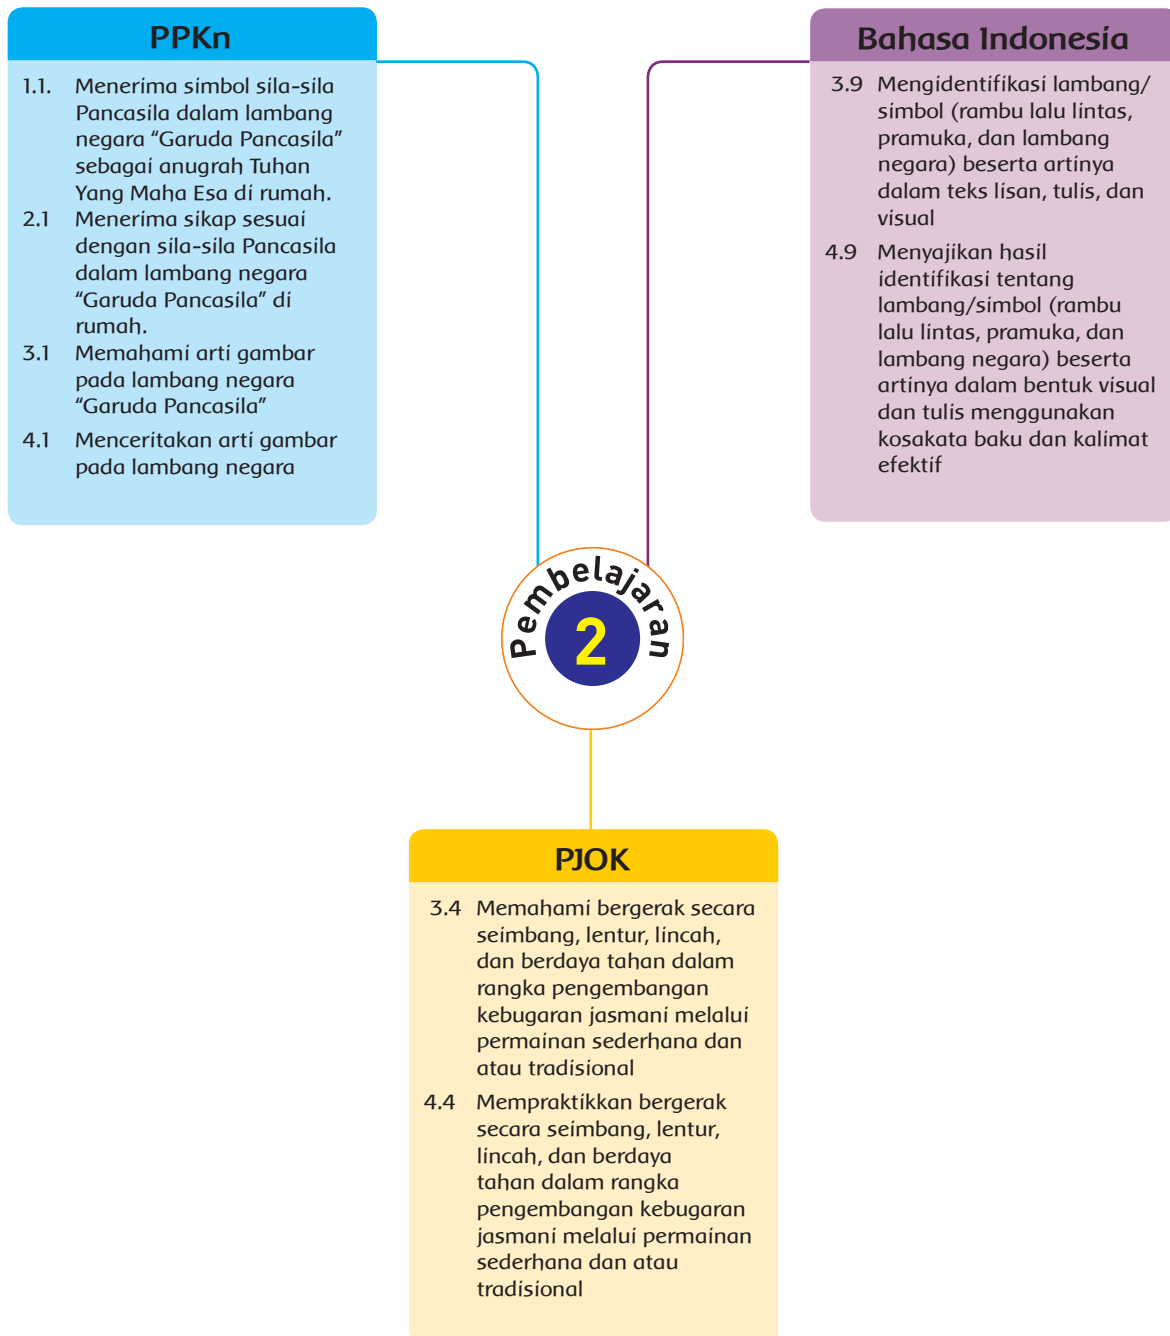 PPKn
1.1. Menerima simbol sila-sila
Pancasila dalam lambang
negara “Garuda Pancasila”
sebagai anugrah Tuhan
Yang Maha Esa di rumah.
2.1 Menerima sikap sesuai
dengan sila-sila Pancasila
dalam lambang negara
“Garuda Pancasila” di
rumah.
3.1 Memahami arti gambar
pada lambang negara
“Garuda Pancasila”
4.1 Menceritakan arti gambar
pada lambang negara
Bahasa Indonesia
3.9 Mengidentifikasi lambang/
simbol (rambu lalu lintas,
pramuka, dan lambang
negara) beserta artinya
dalam teks lisan, tulis, dan
visual
4.9 Menyajikan hasil
identifikasi tentang
lambang/simbol (rambu
lalu lintas, pramuka, dan
lambang negara) beserta
artinya dalam bentuk visual
dan tulis menggunakan
kosakata baku dan kalimat
efektif
Pembelajaran
2
PJOK
3.4 Memahami bergerak secara
seimbang, lentur, lincah,
dan berdaya tahan dalam
rangka pengembangan
kebugaran jasmani melalui
permainan sederhana dan
atau tradisional
4.4 Mempraktikkan bergerak
secara seimbang, lentur,
lincah, dan berdaya
tahan dalam rangka
pengembangan kebugaran
jasmani melalui permainan
sederhana dan atau
tradisional